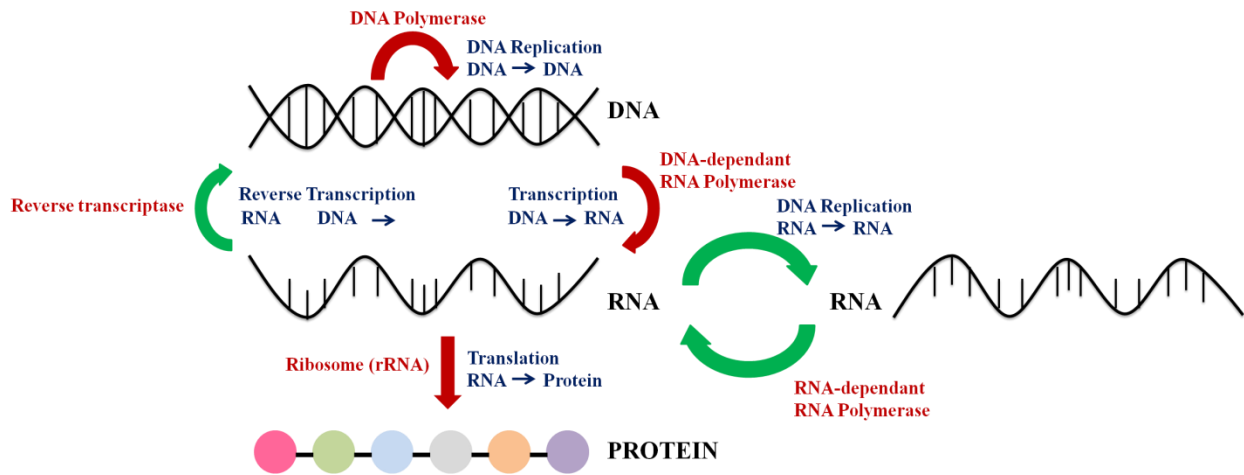 DNA Polymerase
DNA Replication
DNA → DNA
DNA
DNA-dependant
RNA Polymerase
Reverse transcriptase
Reverse Transcription
RNA DNA →
Transcription
DNA → RNA
DNA Replication
RNA → RNA
RNA
RNA
Ribosome (rRNA)
Translation
RNA → Protein
RNA-dependant
RNA Polymerase
PROTEIN